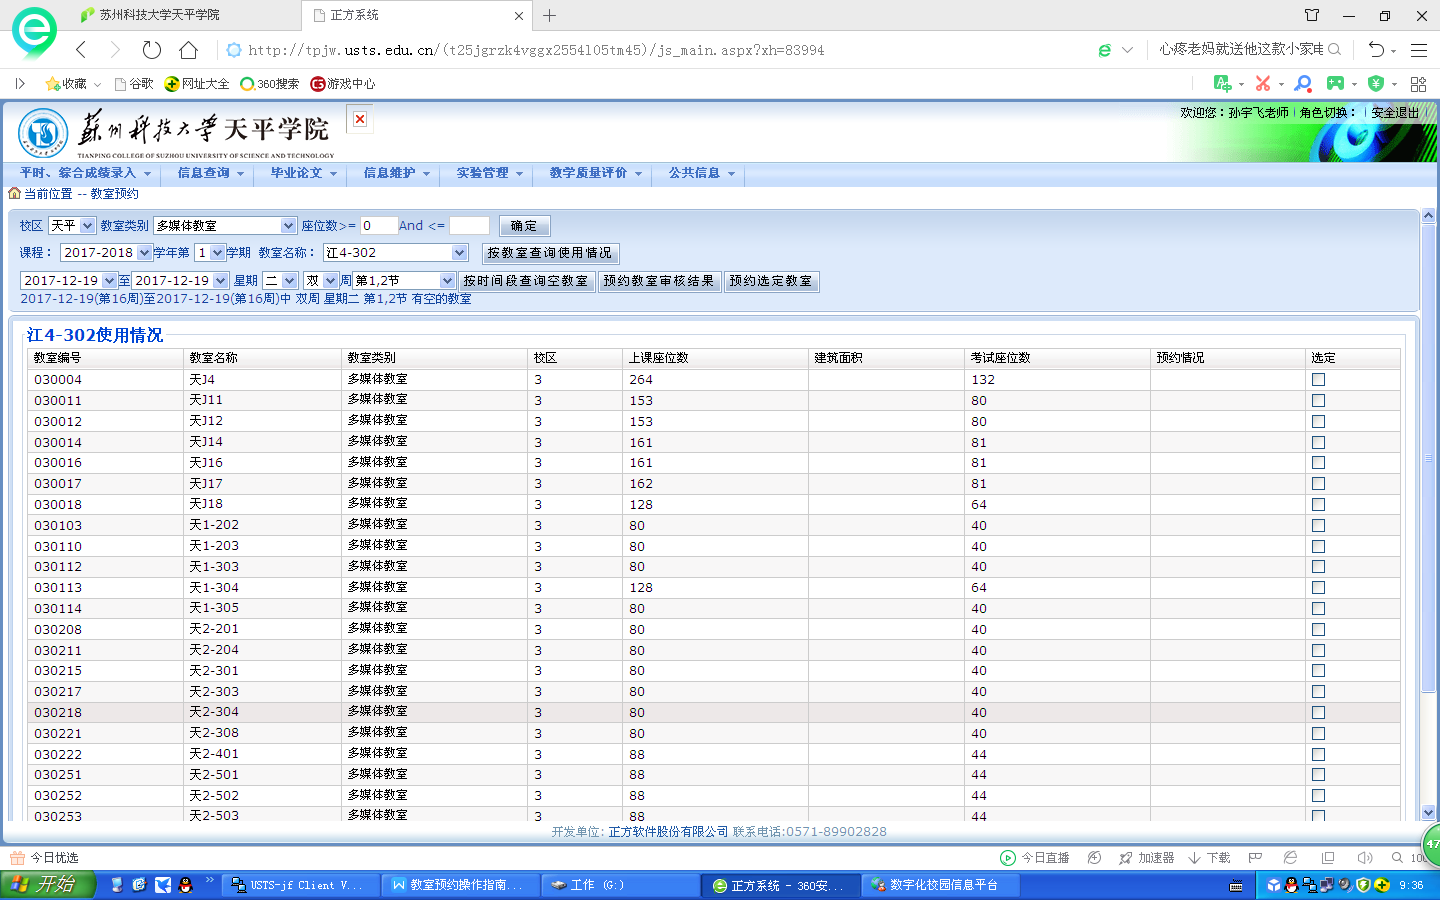 苏州科技大学天平学院
正方系统
http://tpjw.usts.edu.cn/(t25jgrzk4vggx2554l05tm45)/js_main.aspx?xh=83994
心疼老妈就送他这款小家电
收藏 谷歌 网址大全 360搜索 游戏中心
苏州科技大学天平学院
TIANPING COLLEGE OF SUZHOU UNIVERSITY OF SCIENCE AND TECHNOLOGY
欢迎您：孙宇飞老师 角色切换： 安全退出
平时、综合成绩录入 信息查询 毕业论文 信息维护 实验管理 教学质量评价 公共信息
当前位置 -- 教室预约
校区 天平 教室类别 多媒体教室 座位数>= 0 And <= 确定
课程： 2017-2018 学年第 1 学期 教室名称： 江4-302 按教室查询使用情况
2017-12-19 至 2017-12-19 星期 二 双 周 第1,2节 按时间段查询空教室 预约教室审核结果 预约选定教室
2017-12-19(第16周)至2017-12-19(第16周)中 双周 星期二 第1,2节 有空的教室
江4-302使用情况
教室编号 教室名称 教室类别 校区 上课座位数 建筑面积 考试座位数 预约情况 选定
030004 天J4 多媒体教室 3 264 132
030011 天J11 多媒体教室 3 153 80
030012 天J12 多媒体教室 3 153 80
030014 天J14 多媒体教室 3 161 81
030016 天J16 多媒体教室 3 161 81
030017 天J17 多媒体教室 3 162 81
030018 天J18 多媒体教室 3 128 64
030103 天1-202 多媒体教室 3 80 40
030110 天1-203 多媒体教室 3 80 40
030112 天1-303 多媒体教室 3 80 40
030113 天1-304 多媒体教室 3 128 64
030114 天1-305 多媒体教室 3 80 40
030208 天2-201 多媒体教室 3 80 40
030211 天2-204 多媒体教室 3 80 40
030215 天2-301 多媒体教室 3 80 40
030217 天2-303 多媒体教室 3 80 40
030218 天2-304 多媒体教室 3 80 40
030221 天2-308 多媒体教室 3 80 40
030222 天2-401 多媒体教室 3 88 44
030251 天2-501 多媒体教室 3 88 44
030252 天2-502 多媒体教室 3 88 44
030253 天2-503 多媒体教室 3 88 44
开发单位: 正方软件股份有限公司 联系电话:0571-89902828
47
今日优选 今日直播 加速器 下载
开始 USTS-jf Client V... 教室预约操作指南... 工作 (G:) 正方系统 - 360安... 数字化校园信息平台 9:36